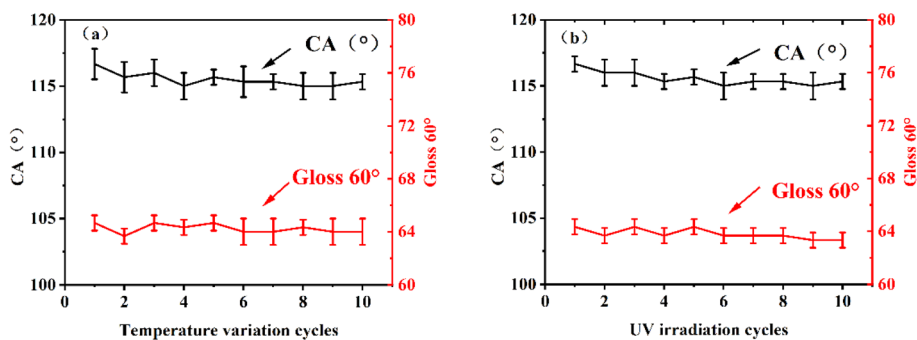 (a)
CA（°）
Gloss 60°
120
115
110
105
100
CA（°）
80
76
72
68
64
60
Gloss 60°
0 2 4 6 8 10
Temperature variation cycles
(b)
CA（°）
Gloss 60°
120
115
110
105
100
CA（°）
80
76
72
68
64
60
Gloss 60°
0 2 4 6 8 10
UV irradiation cycles